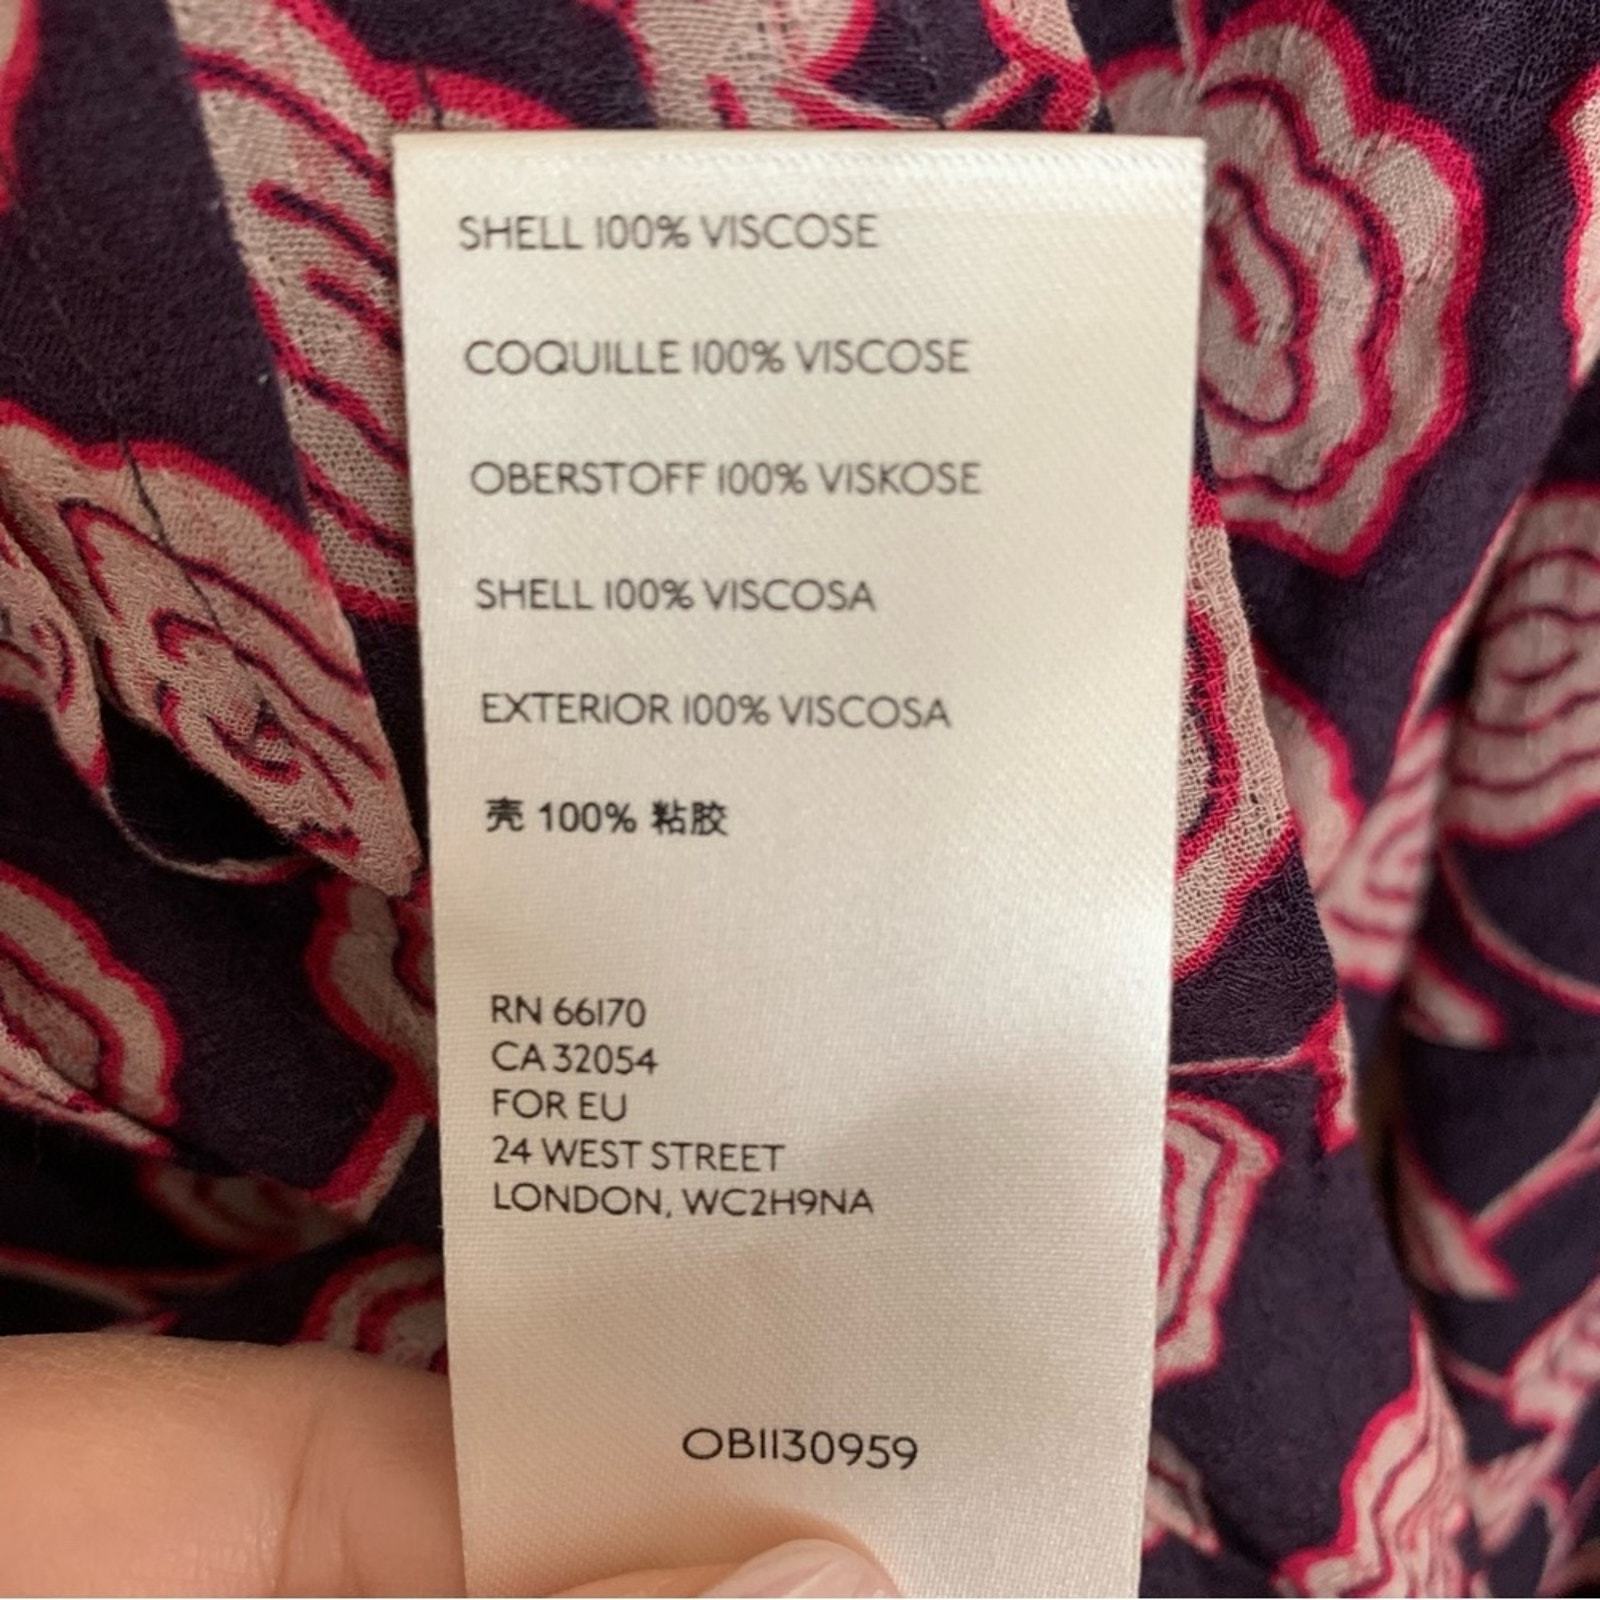 SHELL 100% VISCOSE
COQUILLE 100% VISCOSE
OBERSTOFF 100% VISKOSE
SHELL 100% VISCOSA
EXTERIOR 100% VISCOSA
壳 100% 粘胶
RN 66170
CA 32054
FOR EU
24 WEST STREET
LONDON, WC2H9NA
OB1130959